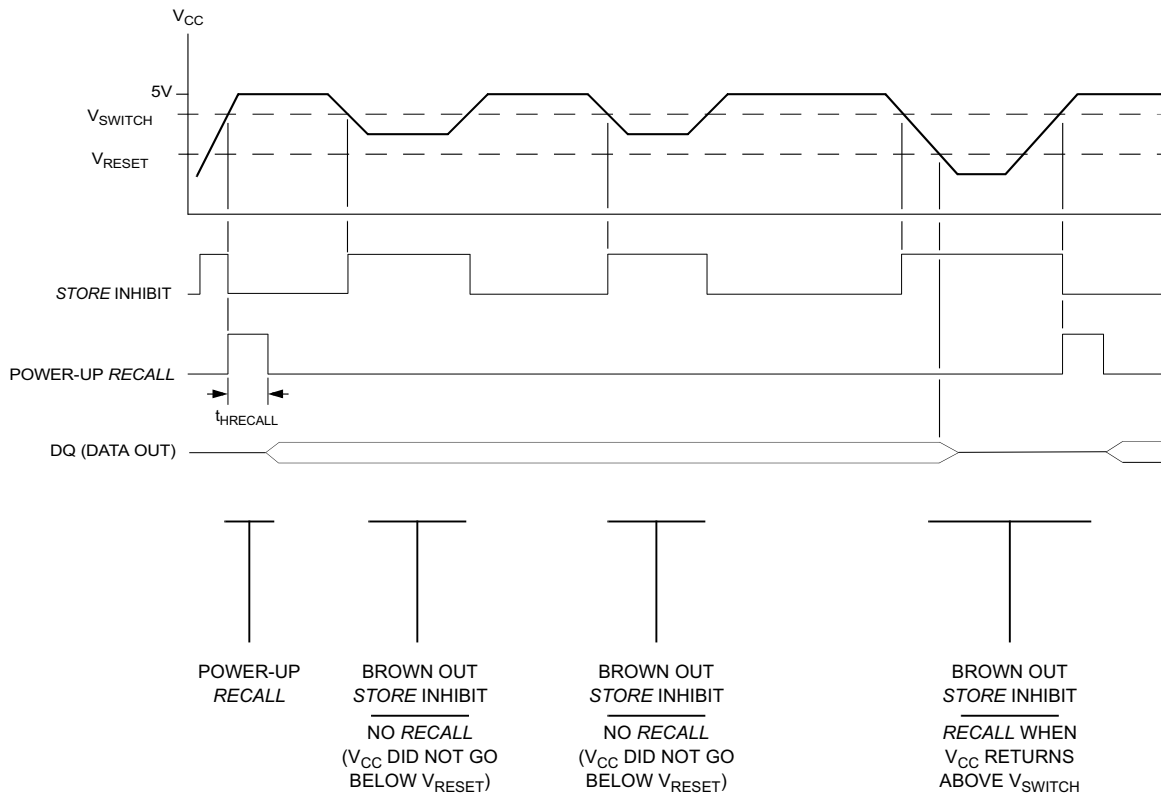 VCC
5V
VSWITCH
VRESET
STORE INHIBIT
POWER-UP RECALL
tHRECALL
DQ (DATA OUT)
POWER-UP
RECALL
BROWN OUT
STORE INHIBIT
NO RECALL
(VCC DID NOT GO
BELOW VRESET)
BROWN OUT
STORE INHIBIT
NO RECALL
(VCC DID NOT GO
BELOW VRESET)
BROWN OUT
STORE INHIBIT
RECALL WHEN
VCC RETURNS
ABOVE VSWITCH